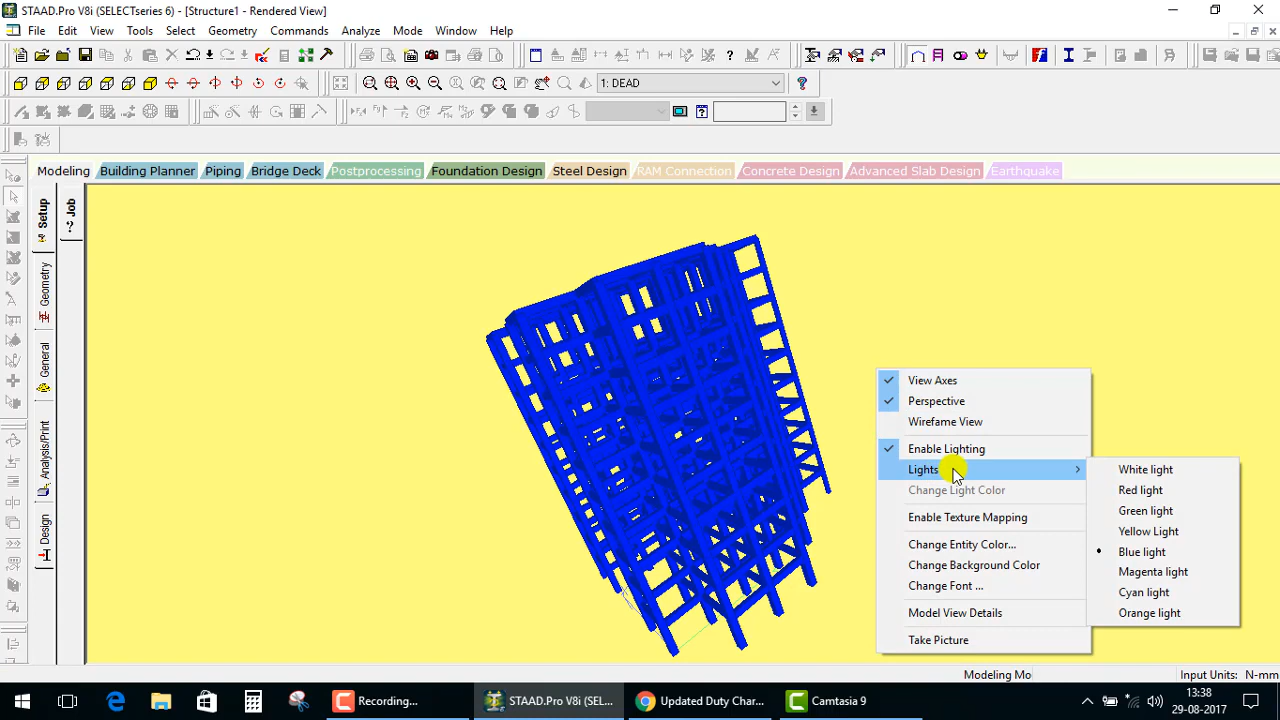 STAAD.Pro V8i (SELECTseries 6) - [Structure1 - Rendered View]
File Edit View Tools Select Geometry Commands Analyze Mode Window Help
1: DEAD
Modeling Building Planner Piping Bridge Deck Postprocessing Foundation Design Steel Design RAM Connection Concrete Design Advanced Slab Design Earthquake
Setup
Job
Geometry
General
Analysis/Print
Design
View Axes
Perspective
Wireframe View
Enable Lighting
Lights
Change Light Color
Enable Texture Mapping
Change Entity Color...
Change Background Color
Change Font ...
Model View Details
Take Picture
White light
Red light
Green light
Yellow Light
Blue light
Magenta light
Cyan light
Orange light
Modeling Mo Input Units: N-mm
Recording... STAAD.Pro V8i (SEL... Updated Duty Char... Camtasia 9
13:38
29-08-2017